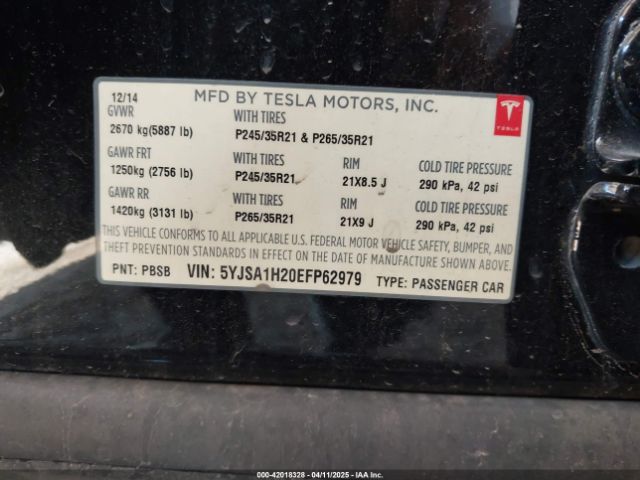 12/14 MFD BY TESLA MOTORS, INC.
GVWR WITH TIRES
2670 kg(5887 lb) P245/35R21 & P265/35R21
TESLA
GAWR FRT WITH TIRES RIM COLD TIRE PRESSURE
1250kg (2756 lb) P245/35R21 21X8.5 J 290 kPa, 42 psi
GAWR RR WITH TIRES RIM COLD TIRE PRESSURE
1420kg (3131 lb) P265/35R21 21X9 J 290 kPa, 42 psi
THIS VEHICLE CONFORMS TO ALL APPLICABLE U.S. FEDERAL MOTOR VEHICLE SAFETY, BUMPER, AND
THEFT PREVENTION STANDARDS IN EFFECT ON THE DATE OF MANUFACTURE SHOWN ABOVE.
PNT: PBSB VIN: 5YJSA1H20EFP62979 TYPE: PASSENGER CAR
©-42018328 - 04/11/2025 - IAA Inc.